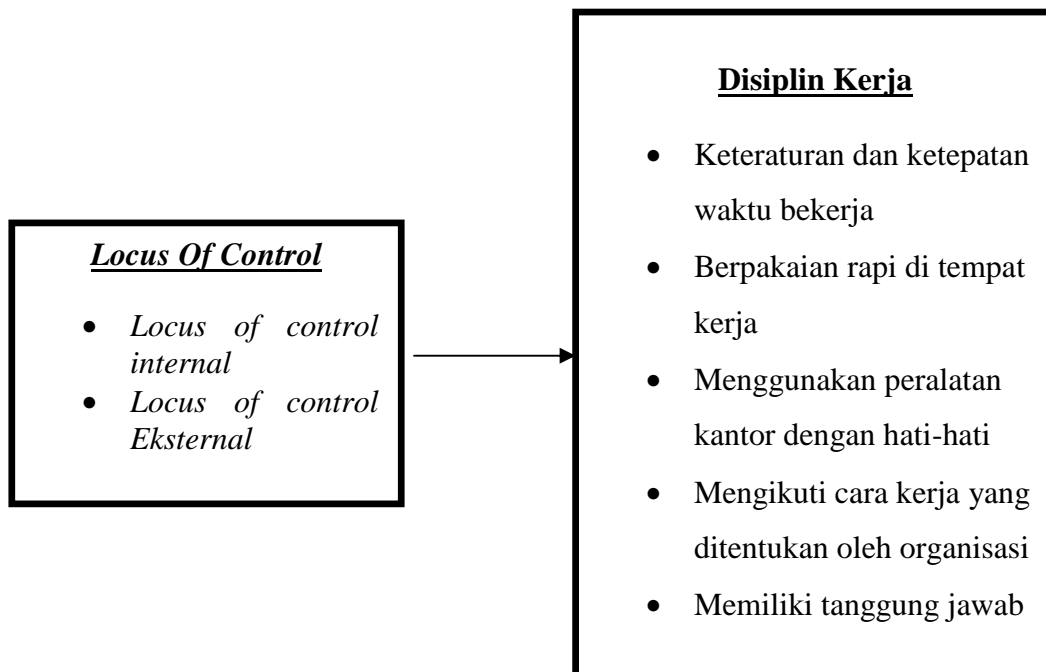 Locus Of Control
• Locus of control
internal
• Locus of control
Eksternal
Disiplin Kerja
• Keteraturan dan ketepatan
waktu bekerja
• Berpakaian rapi di tempat
kerja
• Menggunakan peralatan
kantor dengan hati-hati
• Mengikuti cara kerja yang
ditentukan oleh organisasi
• Memiliki tanggung jawab